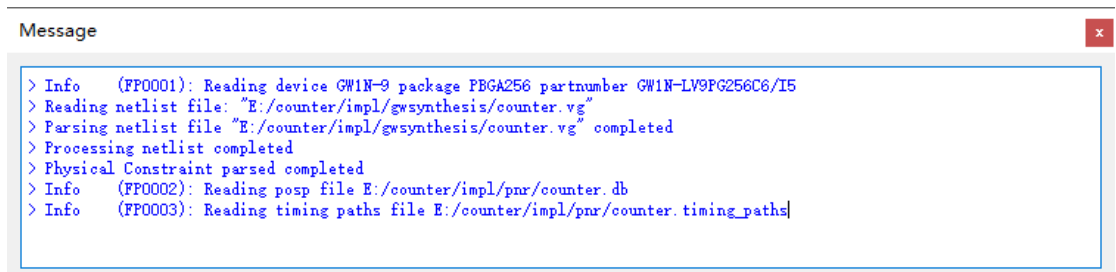 Message
x
> Info    (FP0001): Reading device GW1N-9 package PBGA256 partnumber GW1N-LV9PG256C6/I5
> Reading netlist file: "E:/counter/impl/gwsynthesis/counter.vg"
> Parsing netlist file "E:/counter/impl/gwsynthesis/counter.vg" completed
> Processing netlist completed
> Physical Constraint parsed completed
> Info    (FP0002): Reading posp file E:/counter/impl/pnr/counter.db
> Info    (FP0003): Reading timing paths file E:/counter/impl/pnr/counter.timing_paths